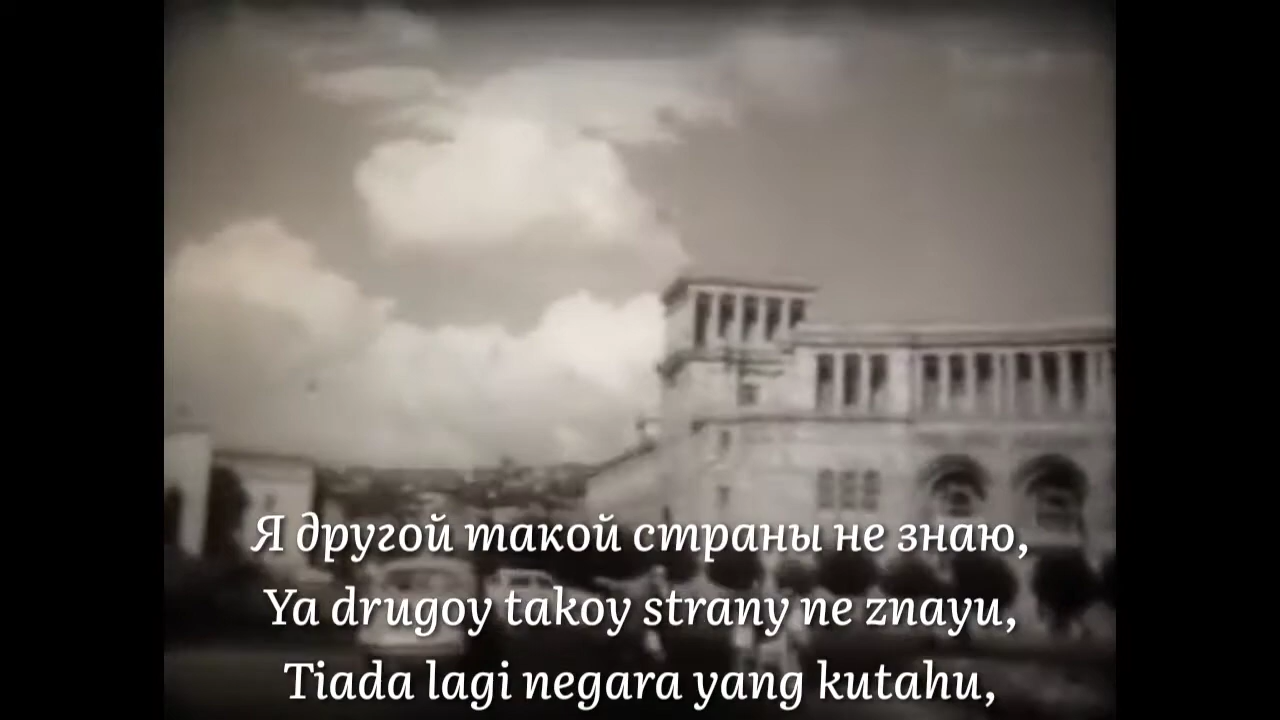 Я другой такой страны не знаю,
Ya drugoy takoy strany ne znayu,
Tiada lagi negara yang kutahu,